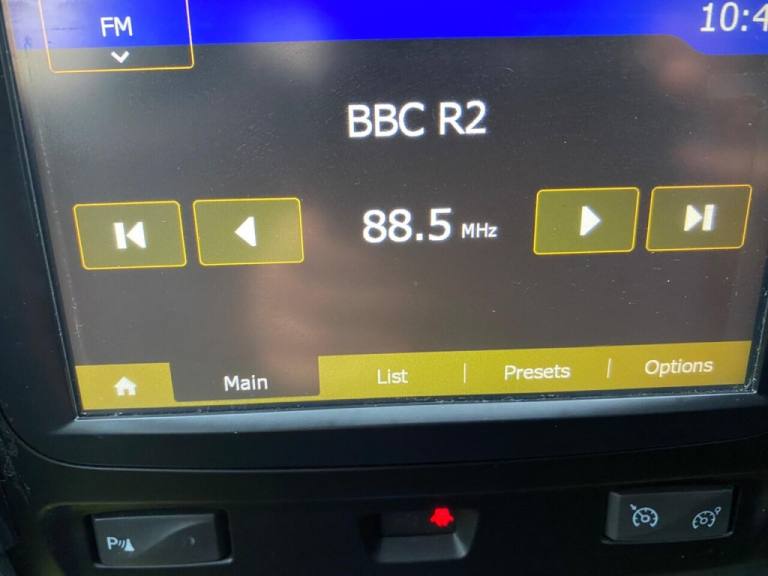 FM
10:4
BBC R2
88.5 MHz
Main
List
Presets
Options
P